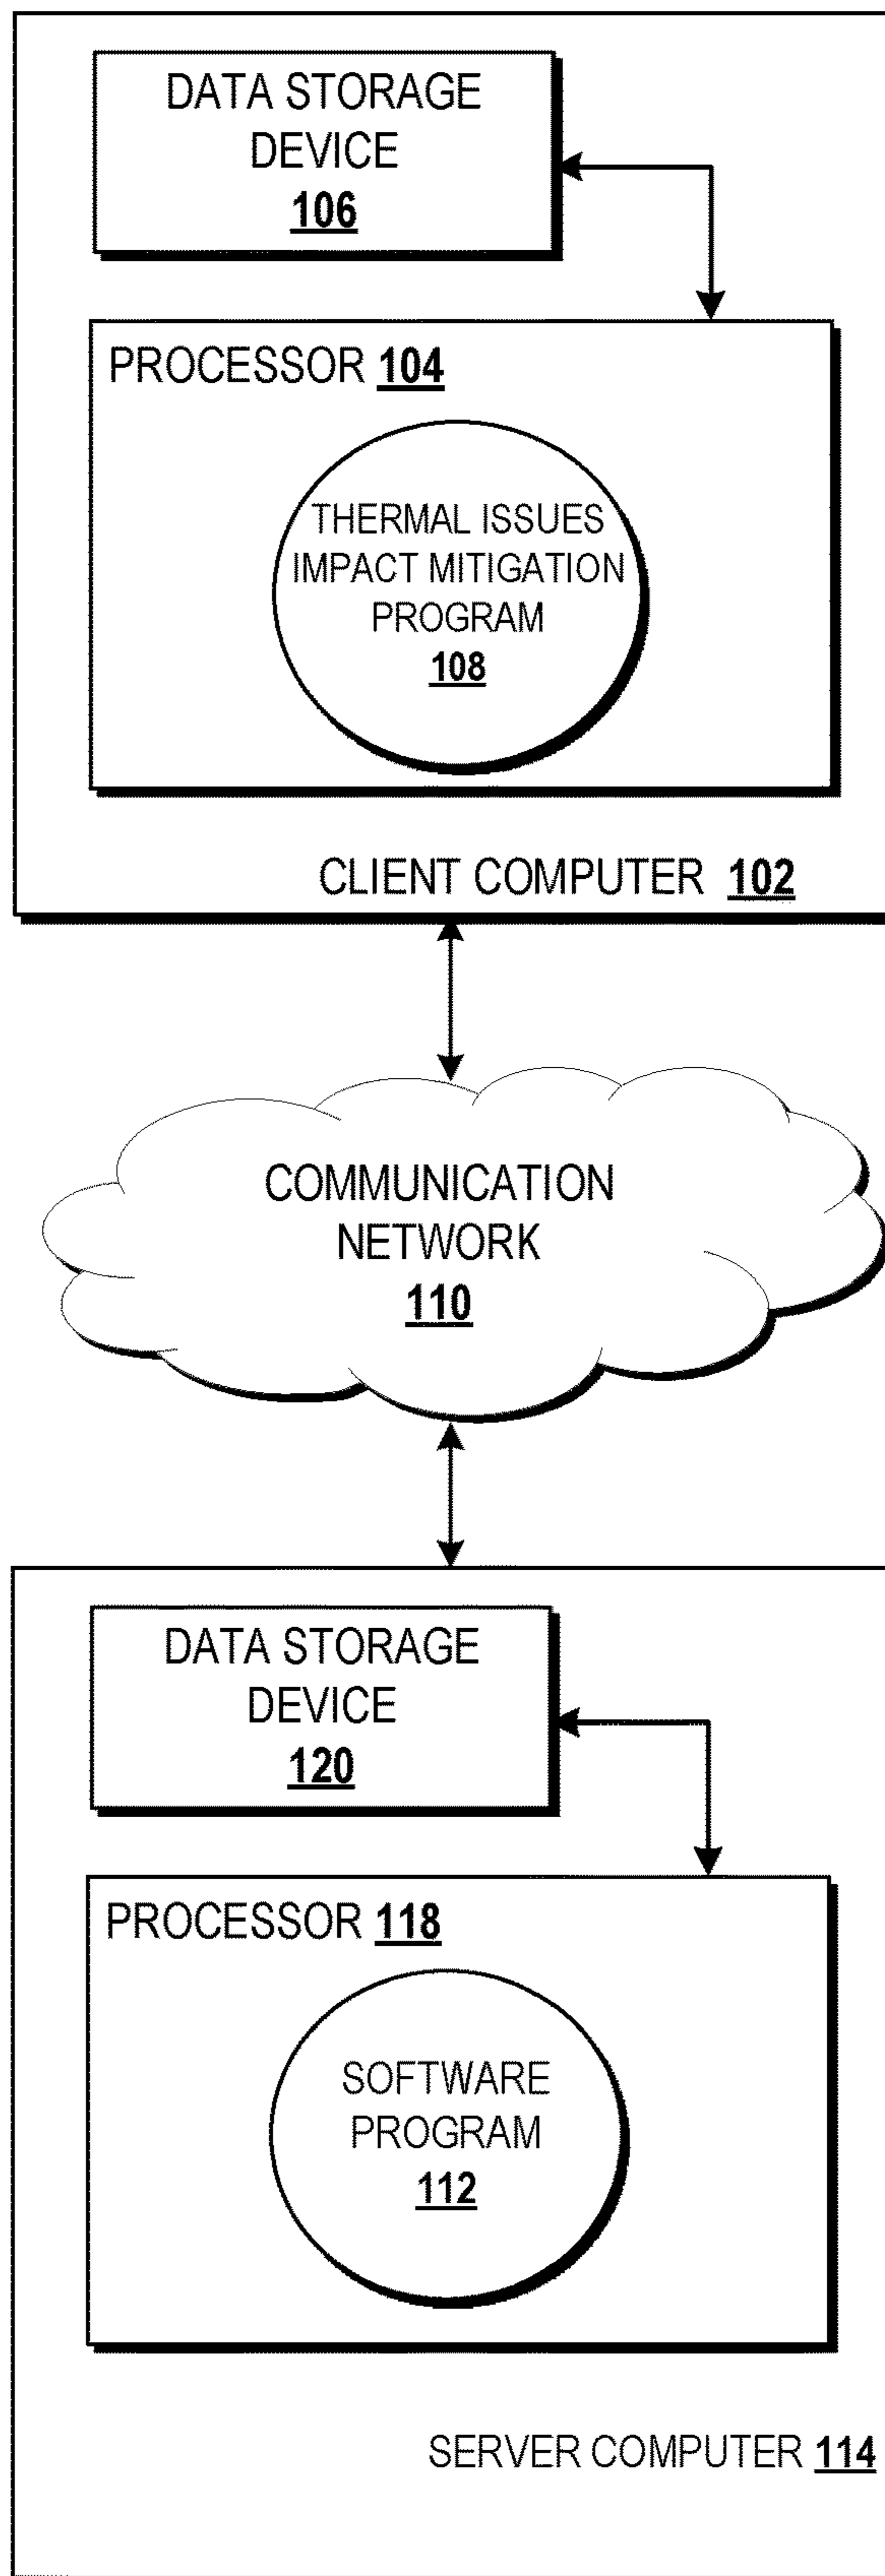 DATA STORAGE
DEVICE
106
PROCESSOR 104
THERMAL ISSUES
IMPACT MITIGATION
PROGRAM
108
CLIENT COMPUTER 102
COMMUNICATION
NETWORK
110
DATA STORAGE
DEVICE
120
PROCESSOR 118
SOFTWARE
PROGRAM
112
SERVER COMPUTER 114